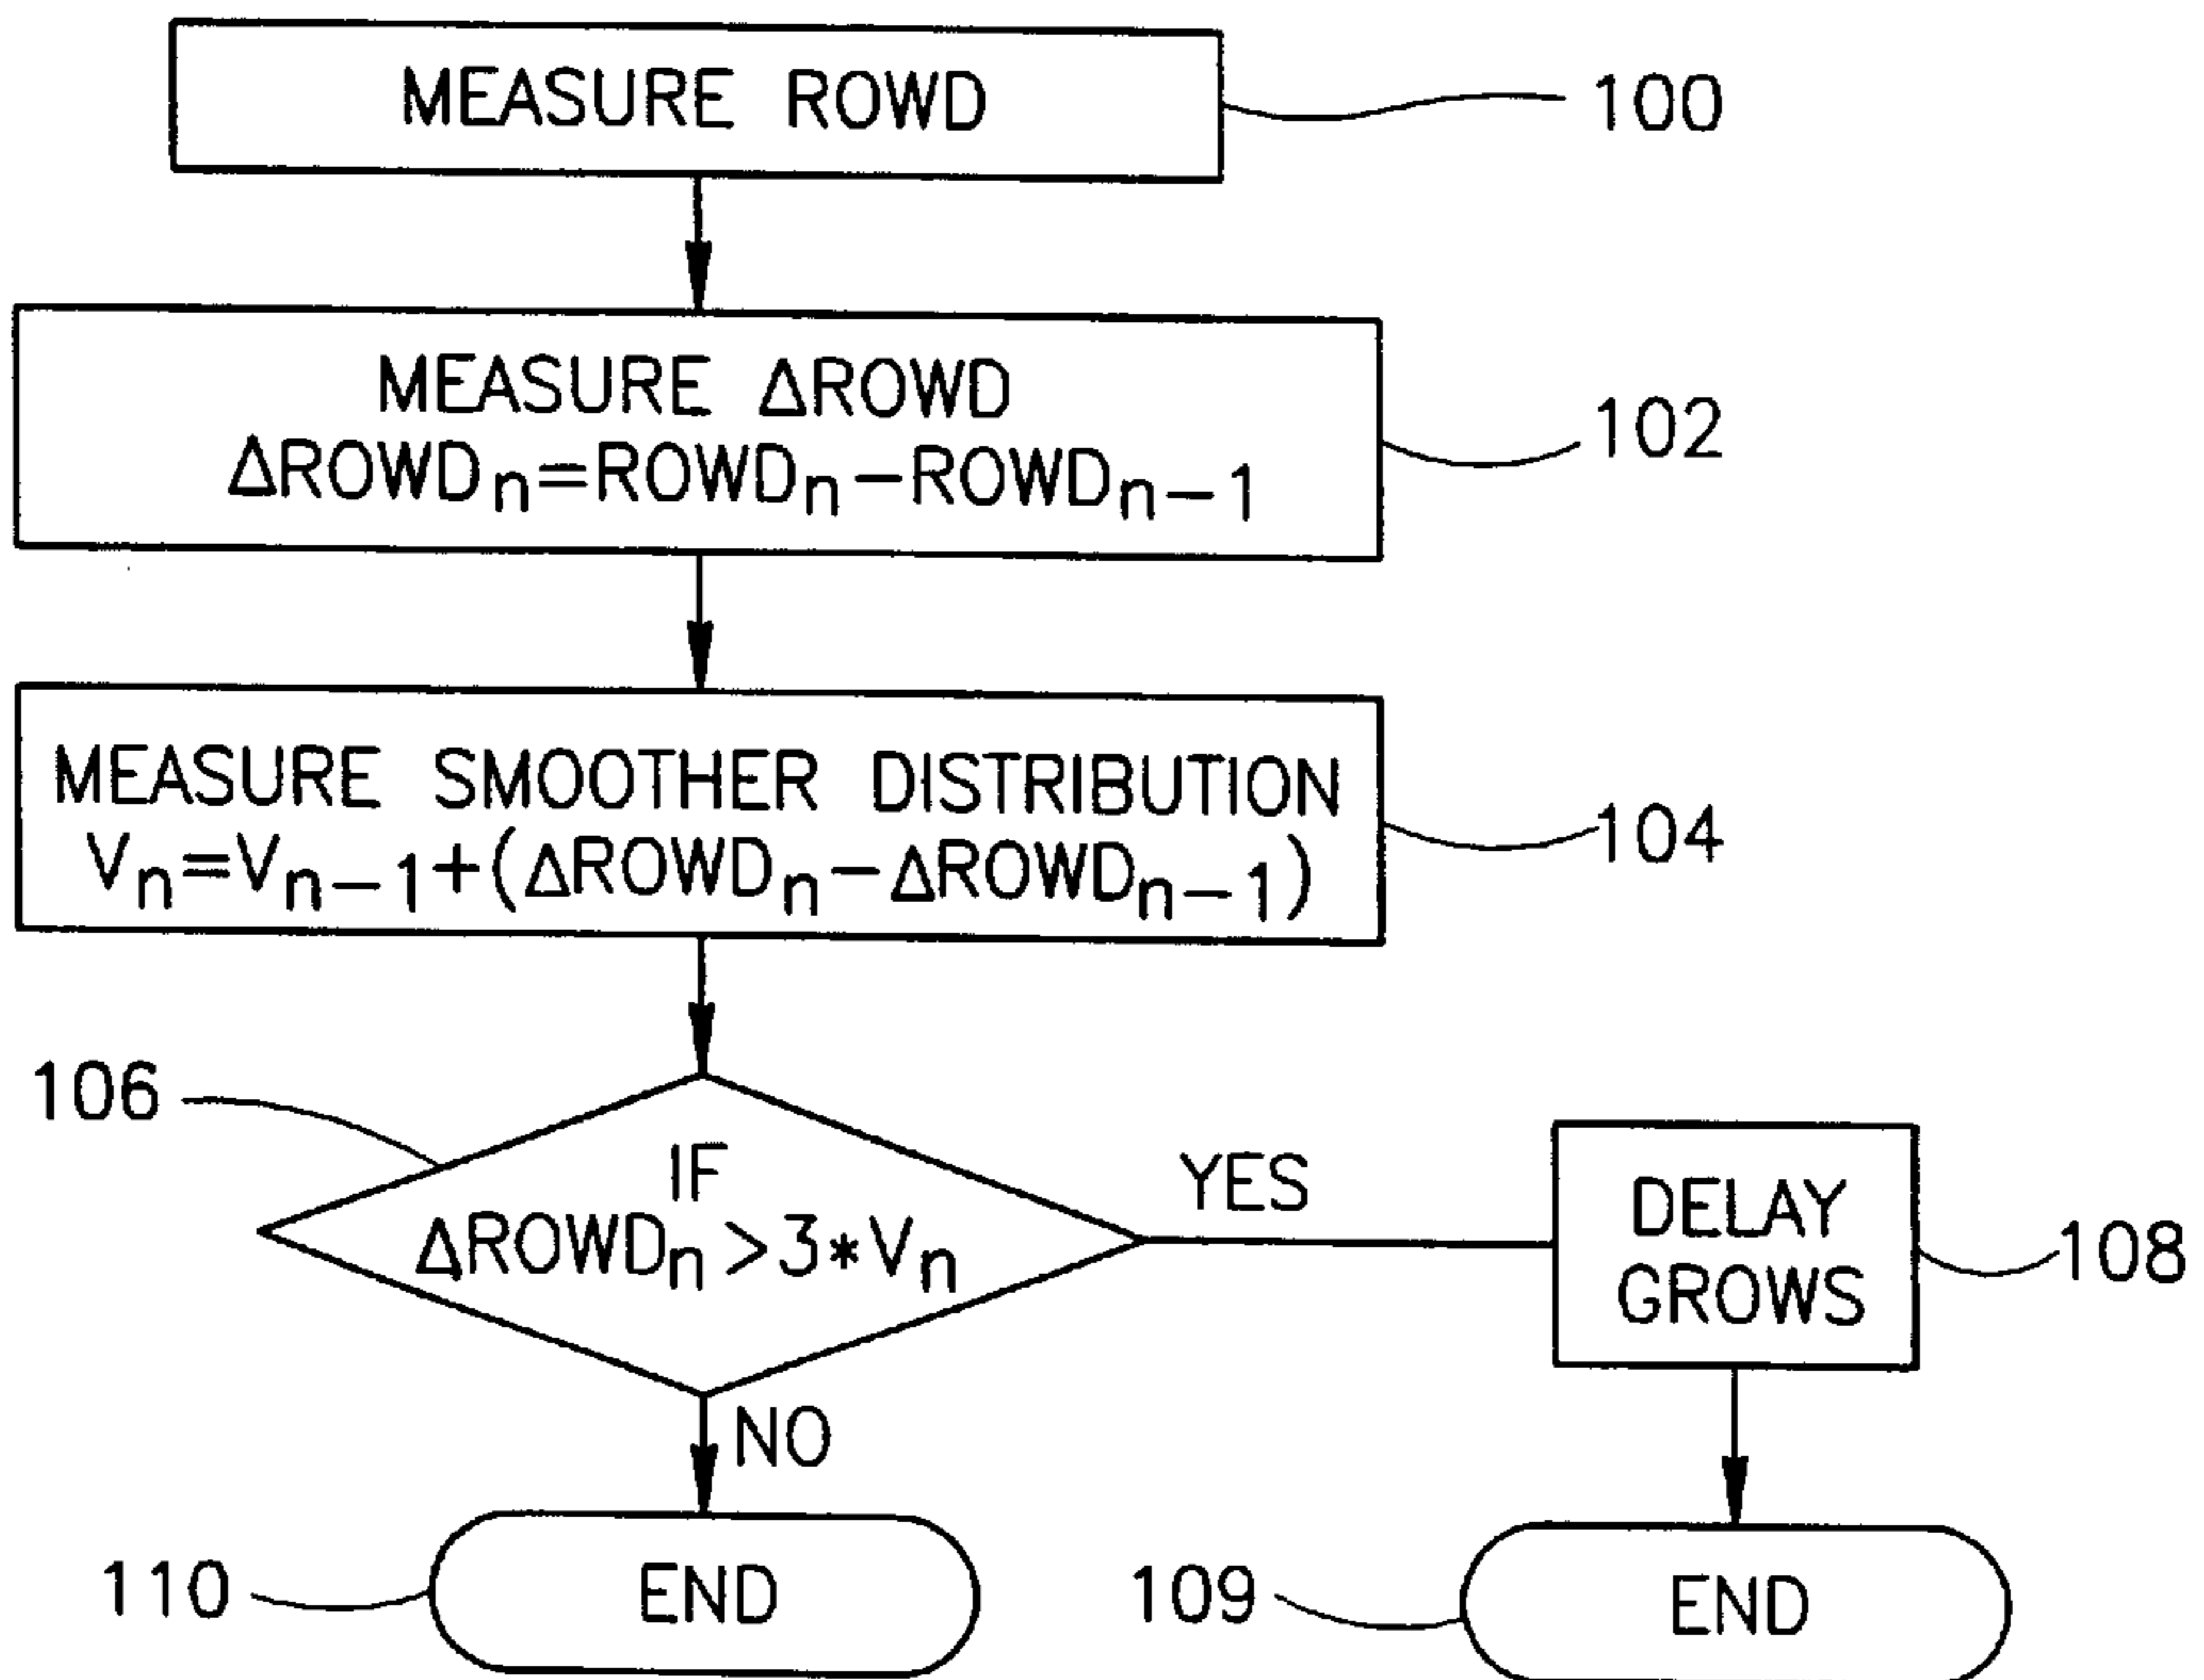 MEASURE ROWD
100
MEASURE ΔROWD
ΔROWDn=ROWDn−ROWDn−1
102
MEASURE SMOOTHER DISTRIBUTION
Vn=Vn−1+(ΔROWDn−ΔROWDn−1)
104
106
IF
ΔROWDn>3*Vn
YES
DELAY
GROWS
108
NO
110
END
109
END